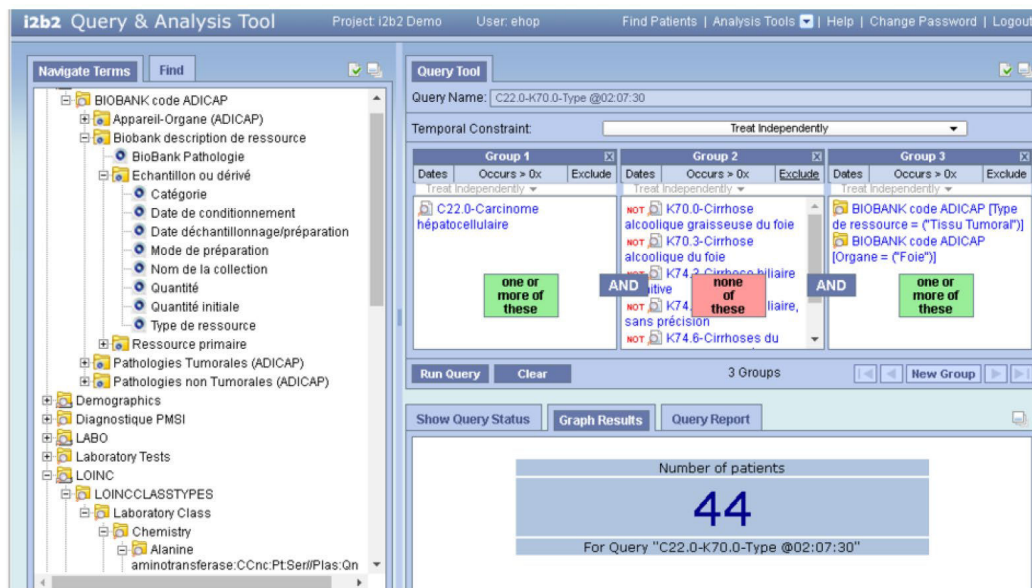 i2b2 Query & Analysis Tool Project: i2b2 Demo User: ehop Find Patients | Analysis Tools | Help | Change Password | Logout
Navigate Terms Find
BIOBANK code ADICAP
Appareil-Organe (ADICAP)
Biobank description de ressource
BioBank Pathologie
Echantillon ou dérivé
Catégorie
Date de conditionnement
Date déchantillonnage/préparation
Mode de préparation
Nom de la collection
Quantité
Quantité initiale
Type de ressource
Ressource primaire
Pathologies Tumorales (ADICAP)
Pathologies non Tumorales (ADICAP)
Demographics
Diagnostique PMSI
LABO
Laboratory Tests
LOINC
LOINCCLASSTYPES
Laboratory Class
Chemistry
Alanine
aminotransferase:CCnc:Pt:Ser//Plas:Qn
Query Tool
Query Name: C22.0-K70.0-Type @02:07:30
Temporal Constraint: Treat Independently
Group 1
Dates Occurs > 0x Exclude
Treat Independently
C22.0-Carcinome
hépatocellulaire
one or
more of
these
AND
Group 2
Dates Occurs > 0x Exclude
Treat Independently
NOT K70.0-Cirrhose
alcoolique graisseuse du foie
NOT K70.3-Cirrhose
alcoolique du foie
NOT K74.3-Cirrhose biliaire
NOT K74.
sans précision
NOT K74.6-Cirrhoses du
none
of
these
AND
Group 3
Dates Occurs > 0x Exclude
Treat Independently
BIOBANK code ADICAP [Type
de ressource = ("Tissu Tumoral")]
BIOBANK code ADICAP
[Organe = ("Foie")]
one or
more of
these
Run Query Clear 3 Groups New Group
Show Query Status Graph Results Query Report
Number of patients
44
For Query "C22.0-K70.0-Type @02:07:30"